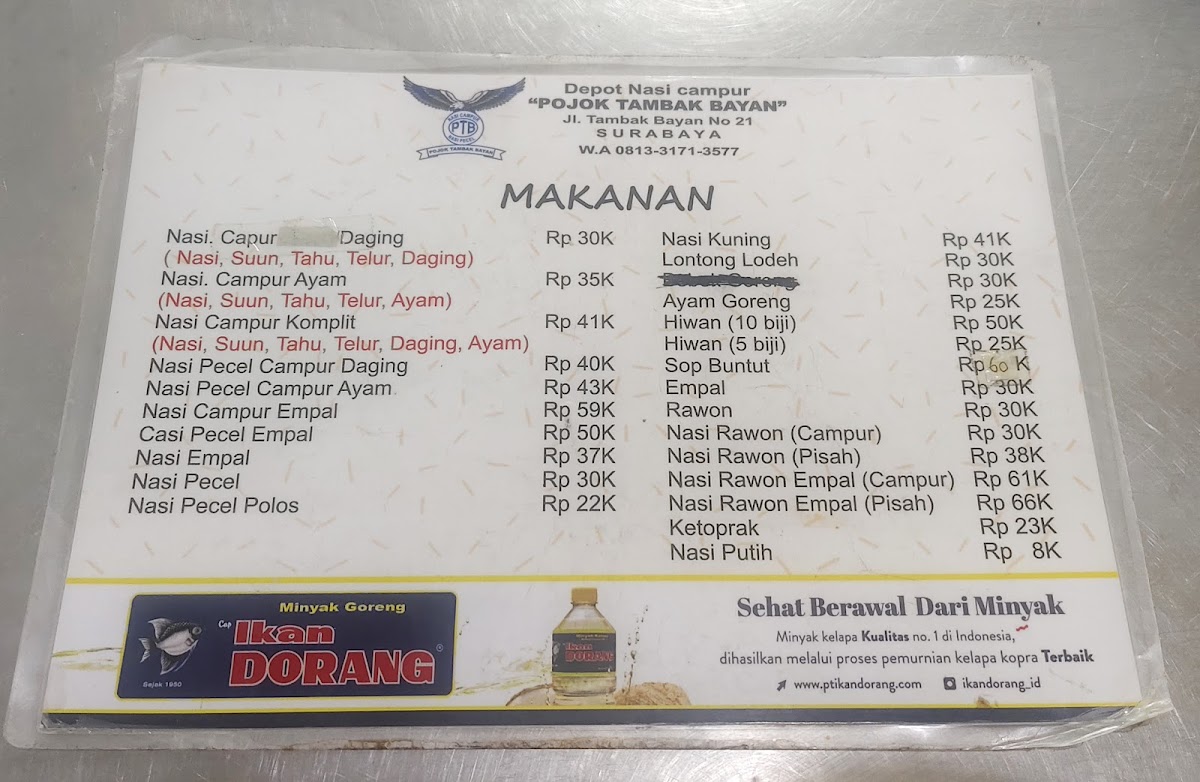 Depot Nasi campur
"POJOK TAMBAK BAYAN"
Jl. Tambak Bayan No 21
SURABAYA
W.A 0813-3171-3577
NASI CAMPUR
PTB
NASI PECEL
POJOK TAMBAK BAYAN
MAKANAN
Nasi. Capur /Daging Rp 30K
( Nasi, Suun, Tahu, Telur, Daging)
Nasi. Campur Ayam Rp 35K
(Nasi, Suun, Tahu, Telur, Ayam)
Nasi Campur Komplit Rp 41K
(Nasi, Suun, Tahu, Telur, Daging, Ayam)
Nasi Pecel Campur Daging Rp 40K
Nasi Pecel Campur Ayam Rp 43K
Nasi Campur Empal Rp 59K
Casi Pecel Empal Rp 50K
Nasi Empal Rp 37K
Nasi Pecel Rp 30K
Nasi Pecel Polos Rp 22K
Nasi Kuning Rp 41K
Lontong Lodeh Rp 30K
Rp 30K
Ayam Goreng Rp 25K
Hiwan (10 biji) Rp 50K
Hiwan (5 biji) Rp 25K
Sop Buntut Rp 60 K
Empal Rp 30K
Rawon Rp 30K
Nasi Rawon (Campur) Rp 30K
Nasi Rawon (Pisah) Rp 38K
Nasi Rawon Empal (Campur) Rp 61K
Nasi Rawon Empal (Pisah) Rp 66K
Ketoprak Rp 23K
Nasi Putih Rp 8K
Minyak Goreng
Cap
Ikan
DORANG
Sejak 1950
Ikan
DORANG
Sehat Berawal Dari Minyak
Minyak kelapa Kualitas no. 1 di Indonesia,
dihasilkan melalui proses pemurnian kelapa kopra Terbaik
www.ptikandorang.com ikandorang_id